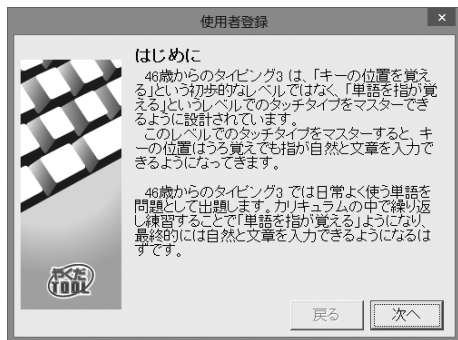 使用者登録
はじめに
46歳からのタイピング3 は、「キーの位置を覚え
る」という初歩的なレベルではなく、「単語を指が覚
える」というレベルでのタッチタイプをマスターでき
るように設計されています。
このレベルでのタッチタイプをマスターすると、キ
ーの位置はうろ覚えでも指が自然と文章を入力で
きるようになってきます。
46歳からのタイピング3 では日常よく使う単語を
問題として出題します。カリキュラムの中で繰り返
し練習することで「単語を指が覚える」ようになり、
最終的には自然と文章を入力できるようになるは
ずです。
やくだ
TOOL
戻る
次へ